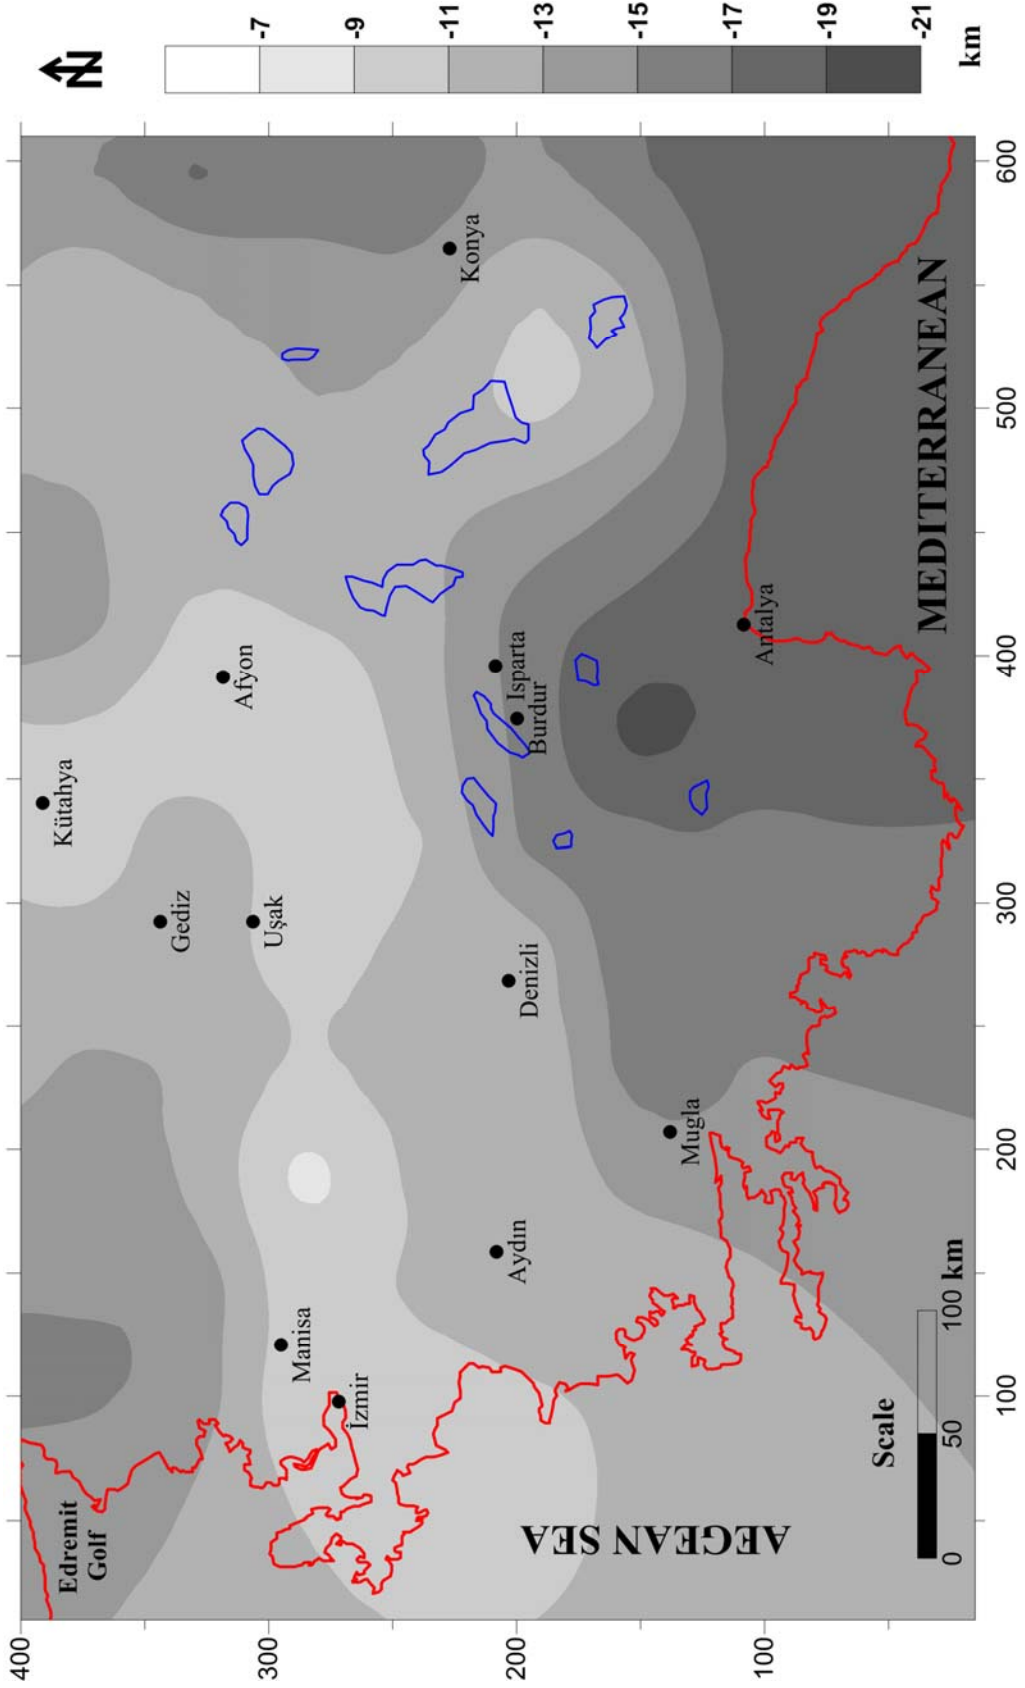 N
-7
-9
-11
-13
-15
-17
-19
-21
km
400
300
200
100
Edremit
Golf
Kütahya
Gediz
Uşak
Afyon
Manisa
İzmir
Aydın
Denizli
Isparta
Burdur
Konya
Mugla
Antalya
AEGEAN SEA
MEDITERRANEAN
Scale
0
50
100 km
100
200
300
400
500
600